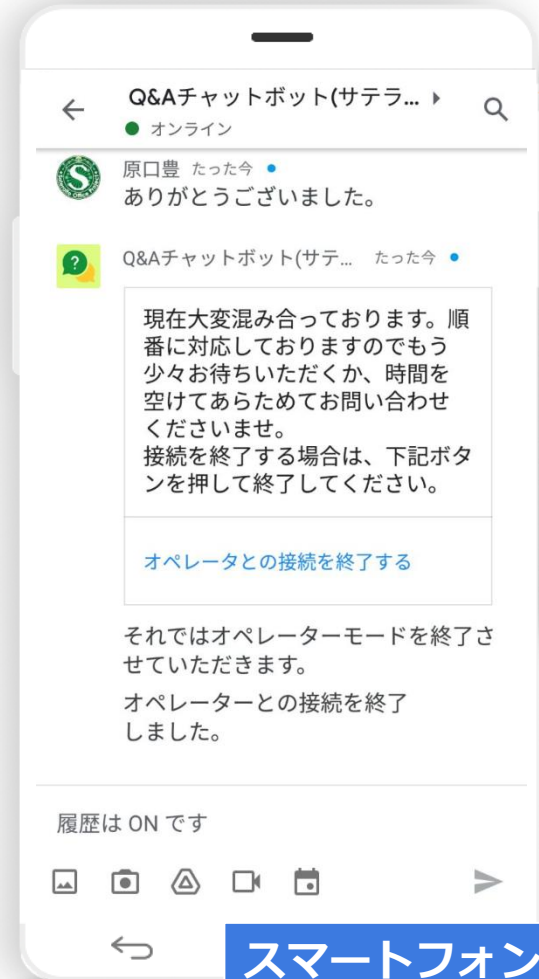 Q&Aチャットボット(サテラ...
オンライン
原口豊 たった今
ありがとうございました。
Q&Aチャットボット(サテ... たった今
現在大変混み合っております。順
番に対応しておりますのでもう
少々お待ちいただくか、時間を
空けてあらためてお問い合わせ
くださいませ。
接続を終了する場合は、下記ボタ
ンを押して終了してください。
オペレータとの接続を終了する
それではオペレーターモードを終了さ
せていただきます。
オペレーターとの接続を終了
しました。
履歴は ON です
スマートフォン